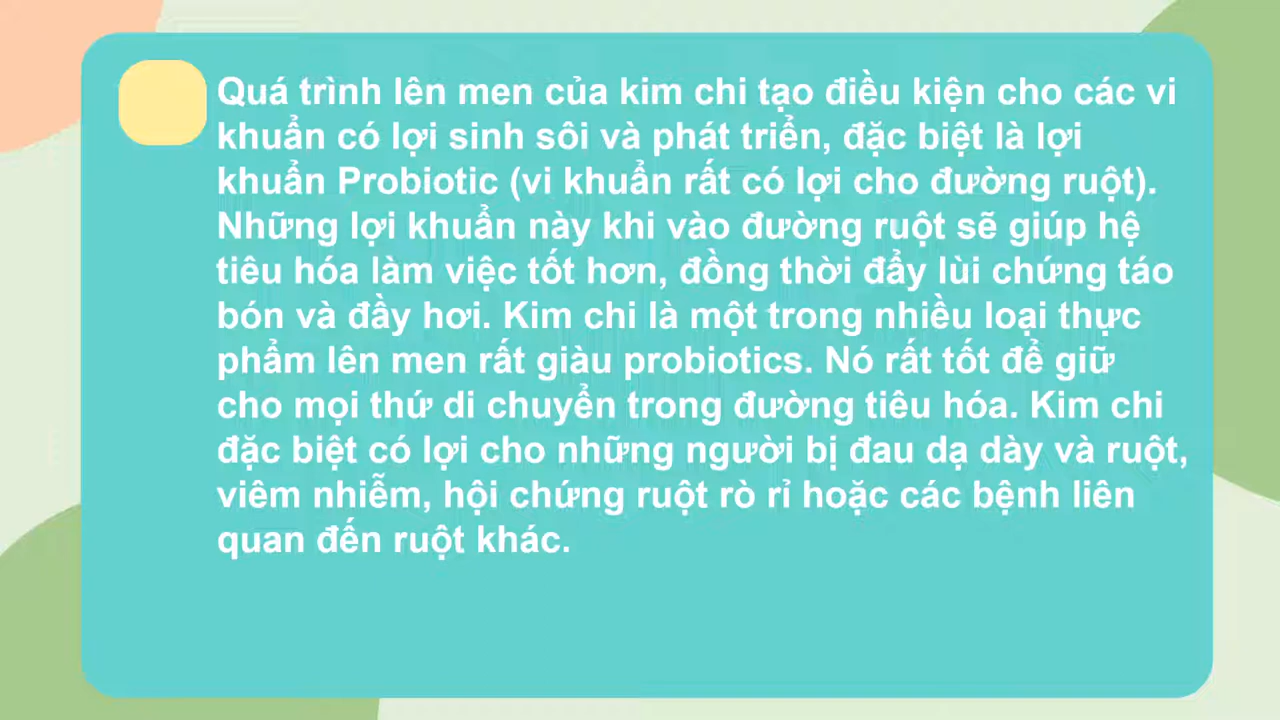 Quá trình lên men của kim chi tạo điều kiện cho các vi
khuẩn có lợi sinh sôi và phát triển, đặc biệt là lợi
khuẩn Probiotic (vi khuẩn rất có lợi cho đường ruột).
Những lợi khuẩn này khi vào đường ruột sẽ giúp hệ
tiêu hóa làm việc tốt hơn, đồng thời đẩy lùi chứng táo
bón và đầy hơi. Kim chi là một trong nhiều loại thực
phẩm lên men rất giàu probiotics. Nó rất tốt để giữ
cho mọi thứ di chuyển trong đường tiêu hóa. Kim chi
đặc biệt có lợi cho những người bị đau dạ dày và ruột,
viêm nhiễm, hội chứng ruột rò rỉ hoặc các bệnh liên
quan đến ruột khác.